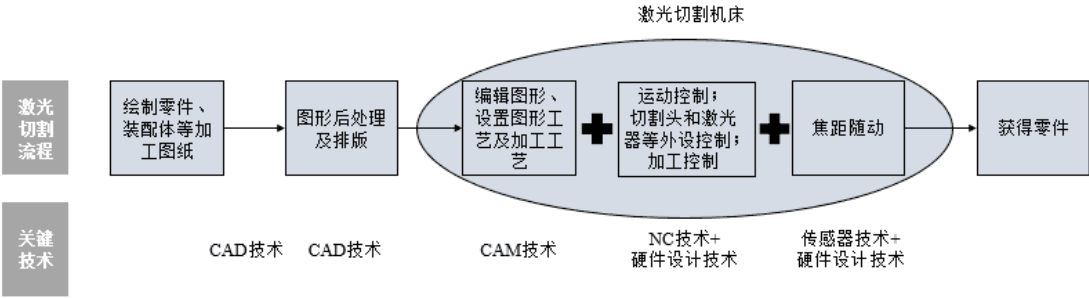 激光切割机床
激光
切割
流程
绘制零件、
装配体等加
工图纸
图形后处理
及排版
编辑图形、
设置图形工
艺及加工工
艺
运动控制；
切割头和激光
器等外设控制；
加工控制
焦距随动
获得零件
关键
技术
CAD技术
CAD技术
CAM技术
NC技术+
硬件设计技术
传感器技术+
硬件设计技术